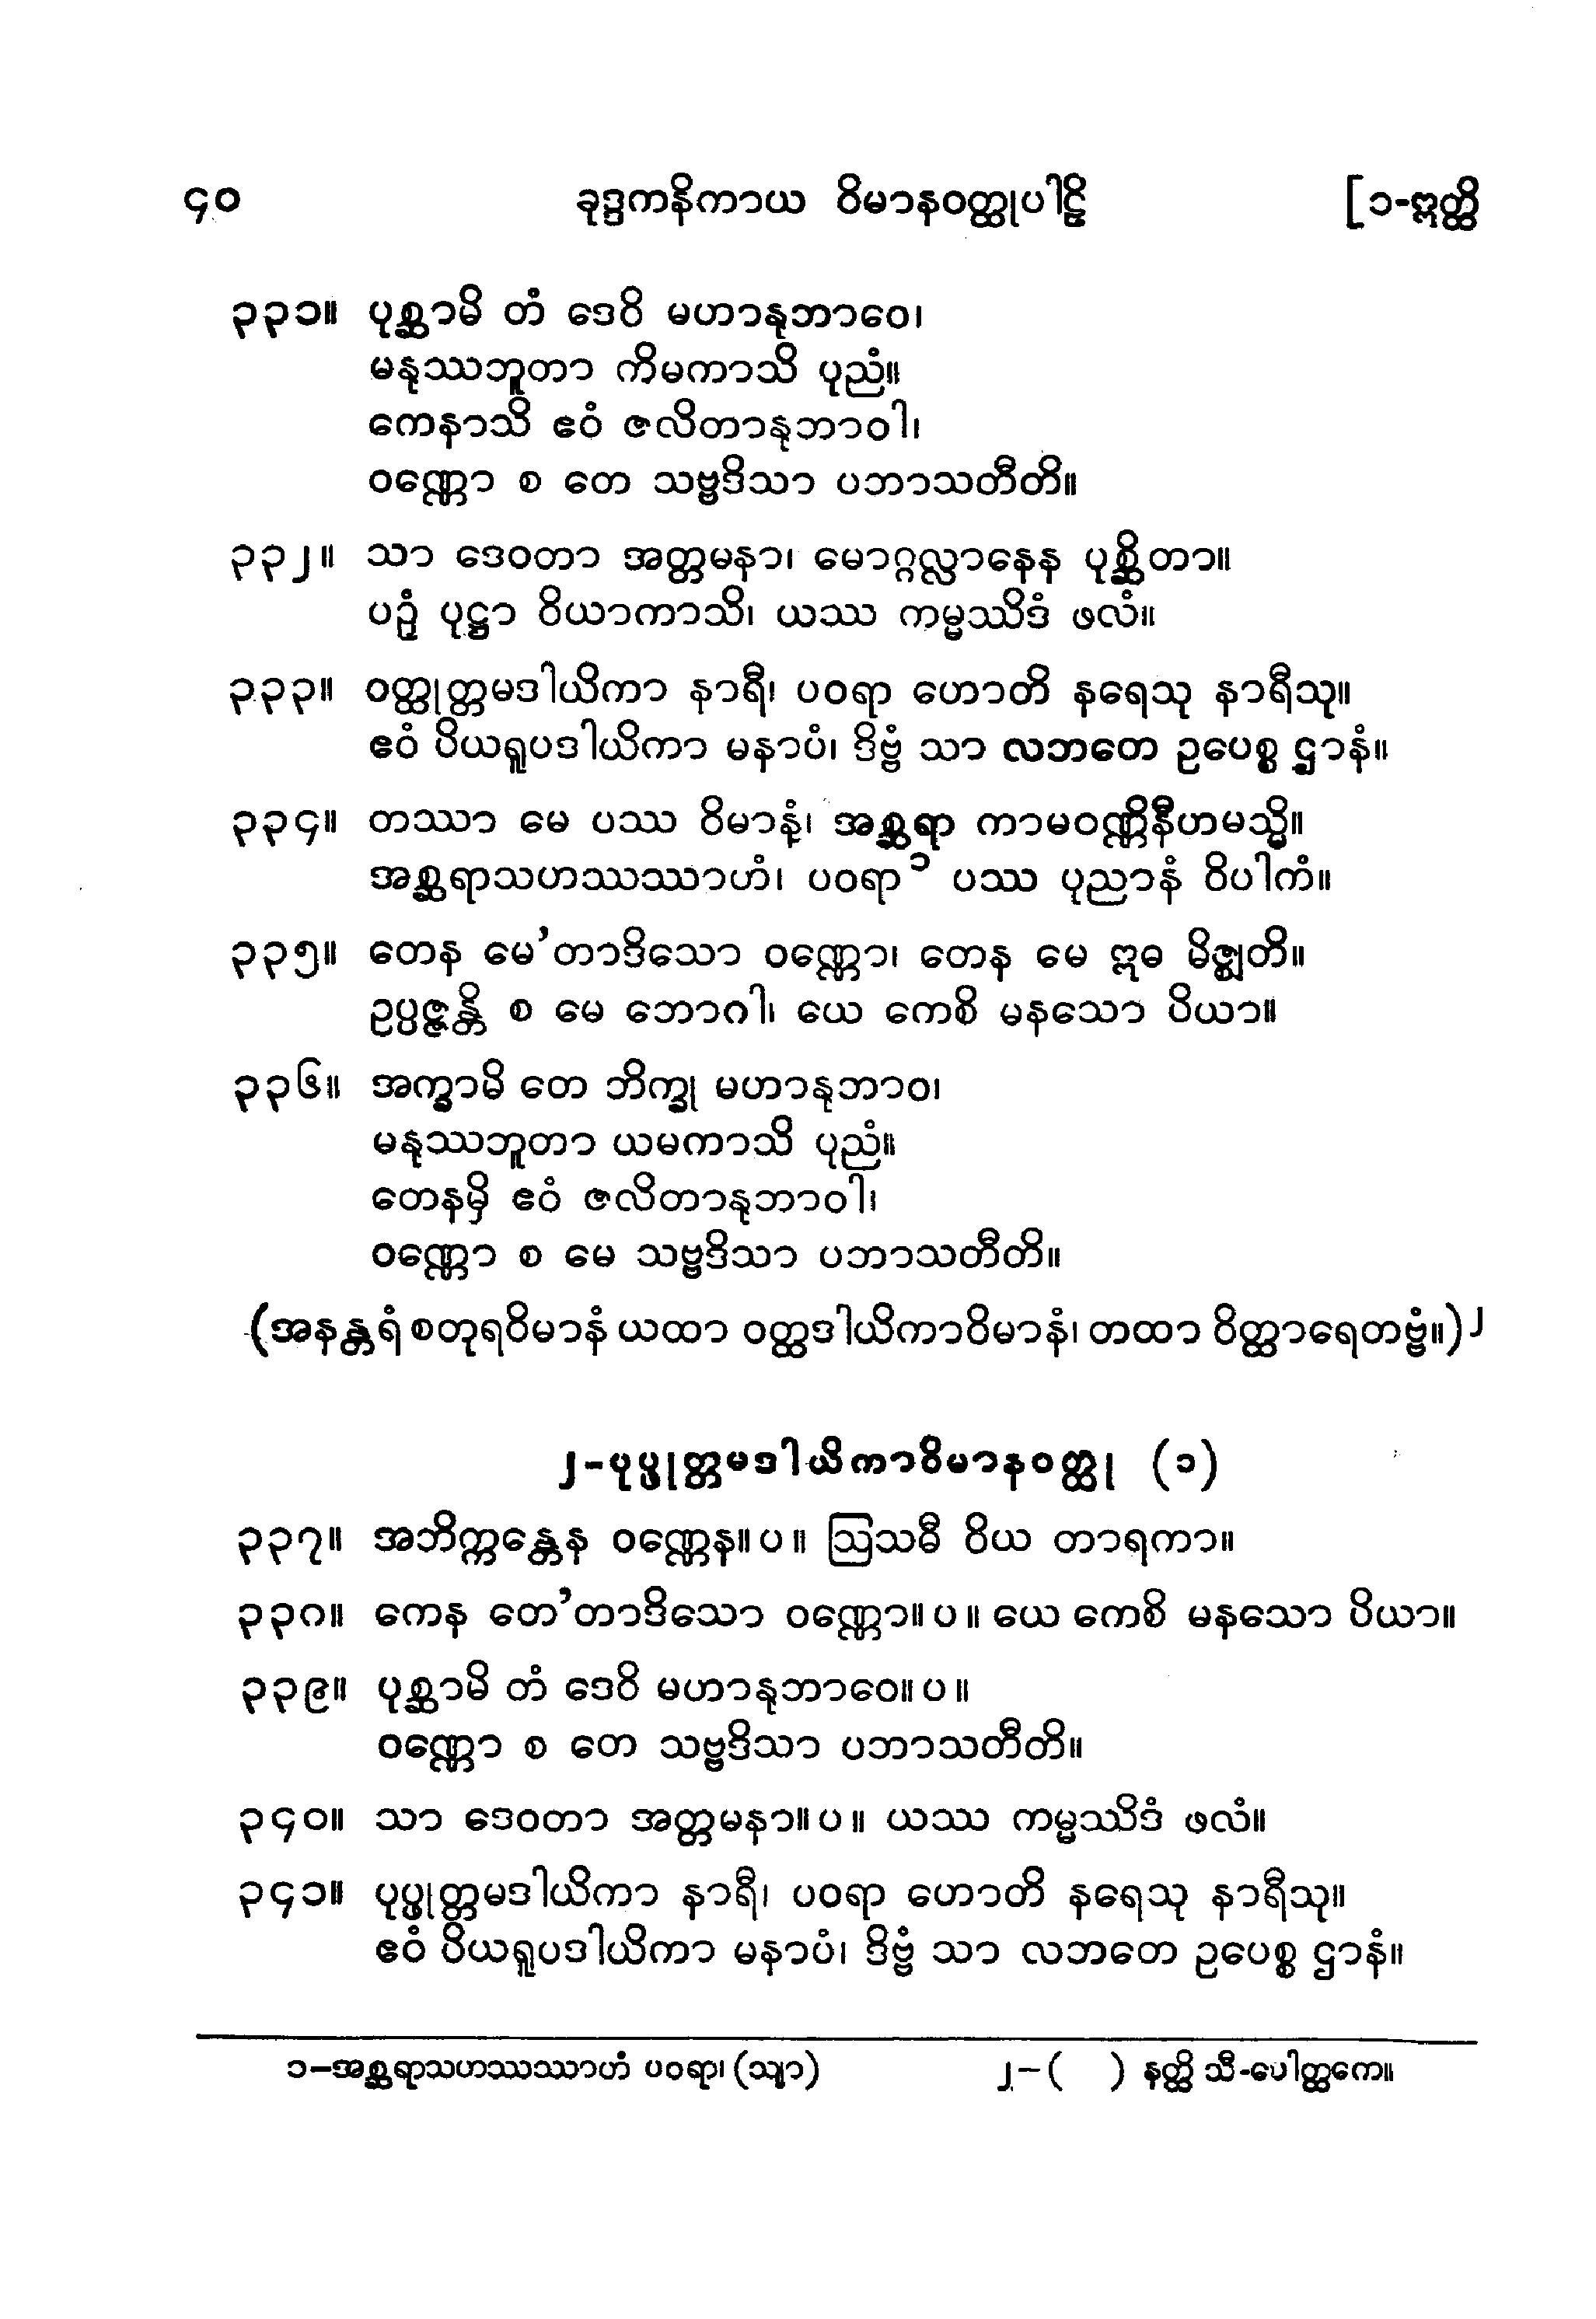 ၄၀ ခုဒ္ဒကနိကာယ ဝိမာနဝတ္ထုပါဠိ [၁-ဣတ္ထိ
၃၃၁။ ပုစ္ဆာမိ တံ ဒေဝိ မဟာနုဘာဝေ၊
မနုဿဘူတာ ကိမကာသိ ပုညံ။
ကေနာသိ ဧဝံ ဇလိတာနုဘာဝါ၊
ဝဏ္ဏော စ တေ သဗ္ဗဒိသာ ပဘာသတီတိ။
၃၃၂။ သာ ဒေဝတာ အတ္တမနာ၊ မောဂ္ဂလ္လာနေန ပုစ္ဆိတာ။
ပဉှံ ပုဋ္ဌာ ဝိယာကာသိ၊ ယဿ ကမ္မဿိဒံ ဖလံ။
၃၃၃။ ဝတ္ထုတ္တမဒါယိကာ နာရီ၊ ပဝရာ ဟောတိ နရေသု နာရီသု။
ဧဝံ ပိယရူပဒါယိကာ မနာပံ၊ ဒိဗ္ဗံ သာ လဘတေ ဥပေစ္စ ဌာနံ။
၃၃၄။ တဿာ မေ ပဿ ဝိမာနံ၊ အစ္ဆရာ ကာမဝဏ္ဏိနီဟမသ္မိ။
အစ္ဆရာသဟဿဿာဟံ၊ ပဝရာ ၁ ပဿ ပုညာနံ ဝိပါကံ။
၃၃၅။ တေန မေ’တာဒိသော ဝဏ္ဏော၊ တေန မေ ဣဓ မိဇ္ဈတိ။
ဥပ္ပဇ္ဇန္တိ စ မေ ဘောဂါ၊ ယေ ကေစိ မနသော ပိယာ။
၃၃၆။ အက္ခာမိ တေ ဘိက္ခု မဟာနုဘာဝ၊
မနုဿဘူတာ ယမကာသိ ပုညံ။
တေနမှိ ဧဝံ ဇလိတာနုဘာဝါ၊
ဝဏ္ဏော စ မေ သဗ္ဗဒိသာ ပဘာသတီတိ။
(အနန္တရံ စတုရဝိမာနံ ယထာ ဝတ္ထဒါယိကာဝိမာနံ၊ တထာ ဝိတ္ထာရေတဗ္ဗံ။)၂
၂-ပုပ္ဖုတ္တမဒါယိကာဝိမာနဝတ္ထု (၁)
၃၃၇။ အဘိက္ကန္တေန ဝဏ္ဏေန။ပ။ ဩသဓီ ဝိယ တာရကာ။
၃၃၈။ ကေန တေ’တာဒိသော ဝဏ္ဏော။ပ။ ယေ ကေစိ မနသော ပိယာ။
၃၃၉။ ပုစ္ဆာမိ တံ ဒေဝိ မဟာနုဘာဝေ။ပ။
ဝဏ္ဏော စ တေ သဗ္ဗဒိသာ ပဘာသတီတိ။
၃၄၀။ သာ ဒေဝတာ အတ္တမနာ။ပ။ ယဿ ကမ္မဿိဒံ ဖလံ။
၃၄၁။ ပုပ္ဖုတ္တမဒါယိကာ နာရီ၊ ပဝရာ ဟောတိ နရေသု နာရီသု။
ဧဝံ ပိယရူပဒါယိကာ မနာပံ၊ ဒိဗ္ဗံ သာ လဘတေ ဥပေစ္စ ဌာနံ။
၁-အစ္ဆရာသဟဿဿာဟံ ပဝရာ၊ (သျာ) ၂-( ) နတ္ထိ သီ-ပေါတ္ထကေ။